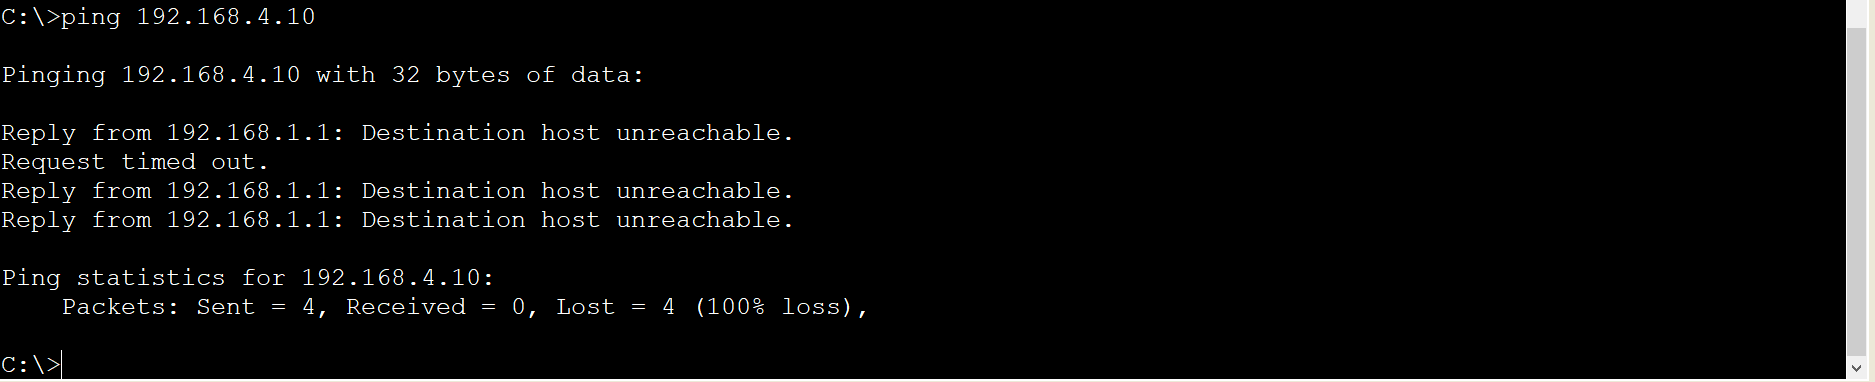 C:\>ping 192.168.4.10
Pinging 192.168.4.10 with 32 bytes of data:
Reply from 192.168.1.1: Destination host unreachable.
Request timed out.
Reply from 192.168.1.1: Destination host unreachable.
Reply from 192.168.1.1: Destination host unreachable.
Ping statistics for 192.168.4.10:
    Packets: Sent = 4, Received = 0, Lost = 4 (100% loss),
C:\>